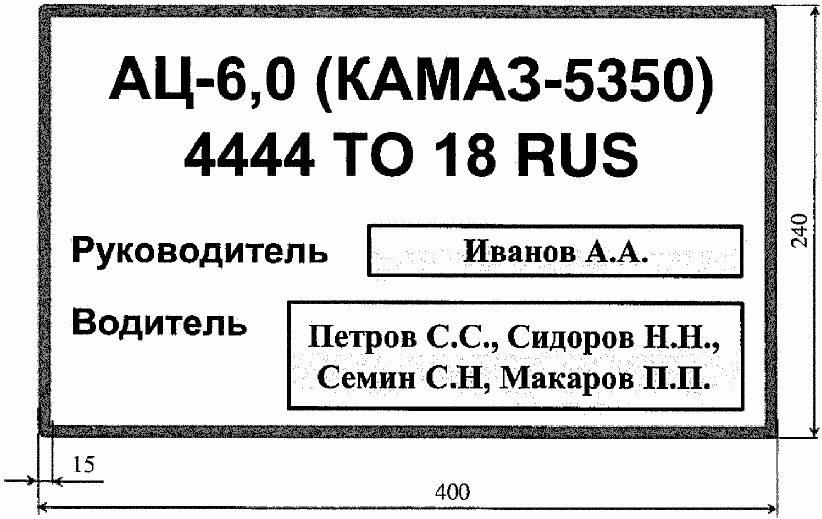 АЦ-6,0 (КАМАЗ-5350)
4444 ТО 18 RUS
Руководитель Иванов А.А.
Водитель Петров С.С., Сидоров Н.Н.,
Семин С.Н, Макаров П.П.
240
15
400